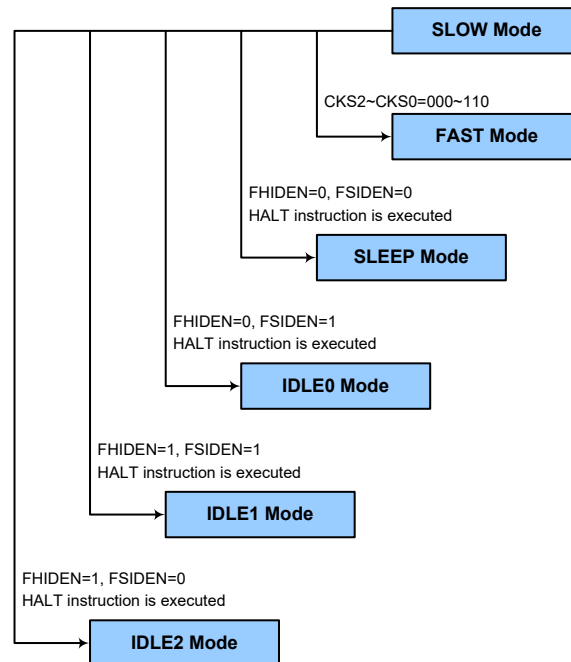 SLOW Mode
CKS2~CKS0=000~110
FAST Mode
FHIDEN=0, FSIDEN=0
HALT instruction is executed
SLEEP Mode
FHIDEN=0, FSIDEN=1
HALT instruction is executed
IDLE0 Mode
FHIDEN=1, FSIDEN=1
HALT instruction is executed
IDLE1 Mode
FHIDEN=1, FSIDEN=0
HALT instruction is executed
IDLE2 Mode